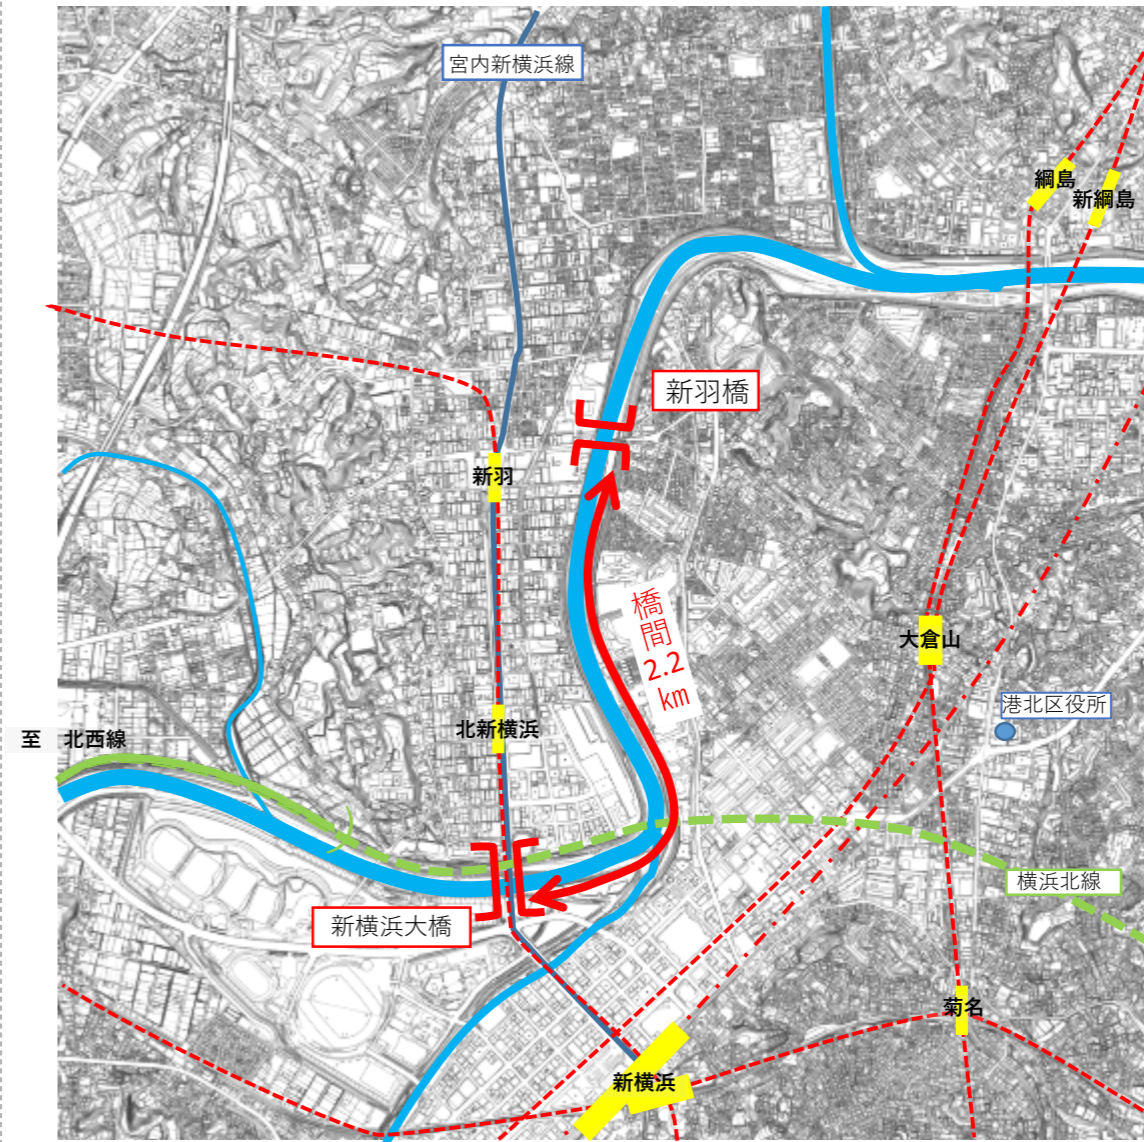 宮内新横浜線
綱島
新綱島
新羽橋
新羽
橋間
2.2
km
大倉山
港北区役所
北新横浜
至 北西線
横浜北線
新横浜大橋
菊名
新横浜